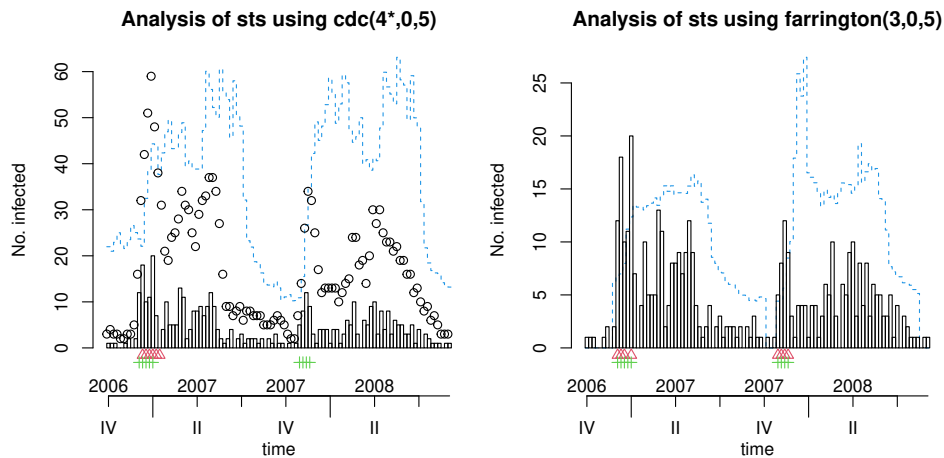 Analysis of sts using cdc(4*,0,5)
No. infected
60
50
40
30
20
10
0
2006 2007 2007 2008
IV II IV II
time
Analysis of sts using farrington(3,0,5)
No. infected
25
20
15
10
5
0
2006 2007 2007 2008
IV II IV II
time